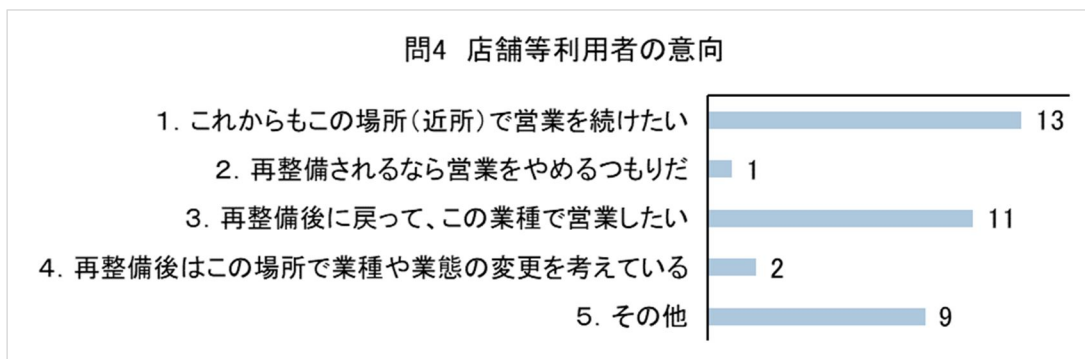 問4 店舗等利用者の意向
1. これからもこの場所(近所)で営業を続けたい 13
2. 再整備されるなら営業をやめるつもりだ 1
3. 再整備後に戻って、この業種で営業したい 11
4. 再整備後はこの場所で業種や業態の変更を考えている 2
5. その他 9